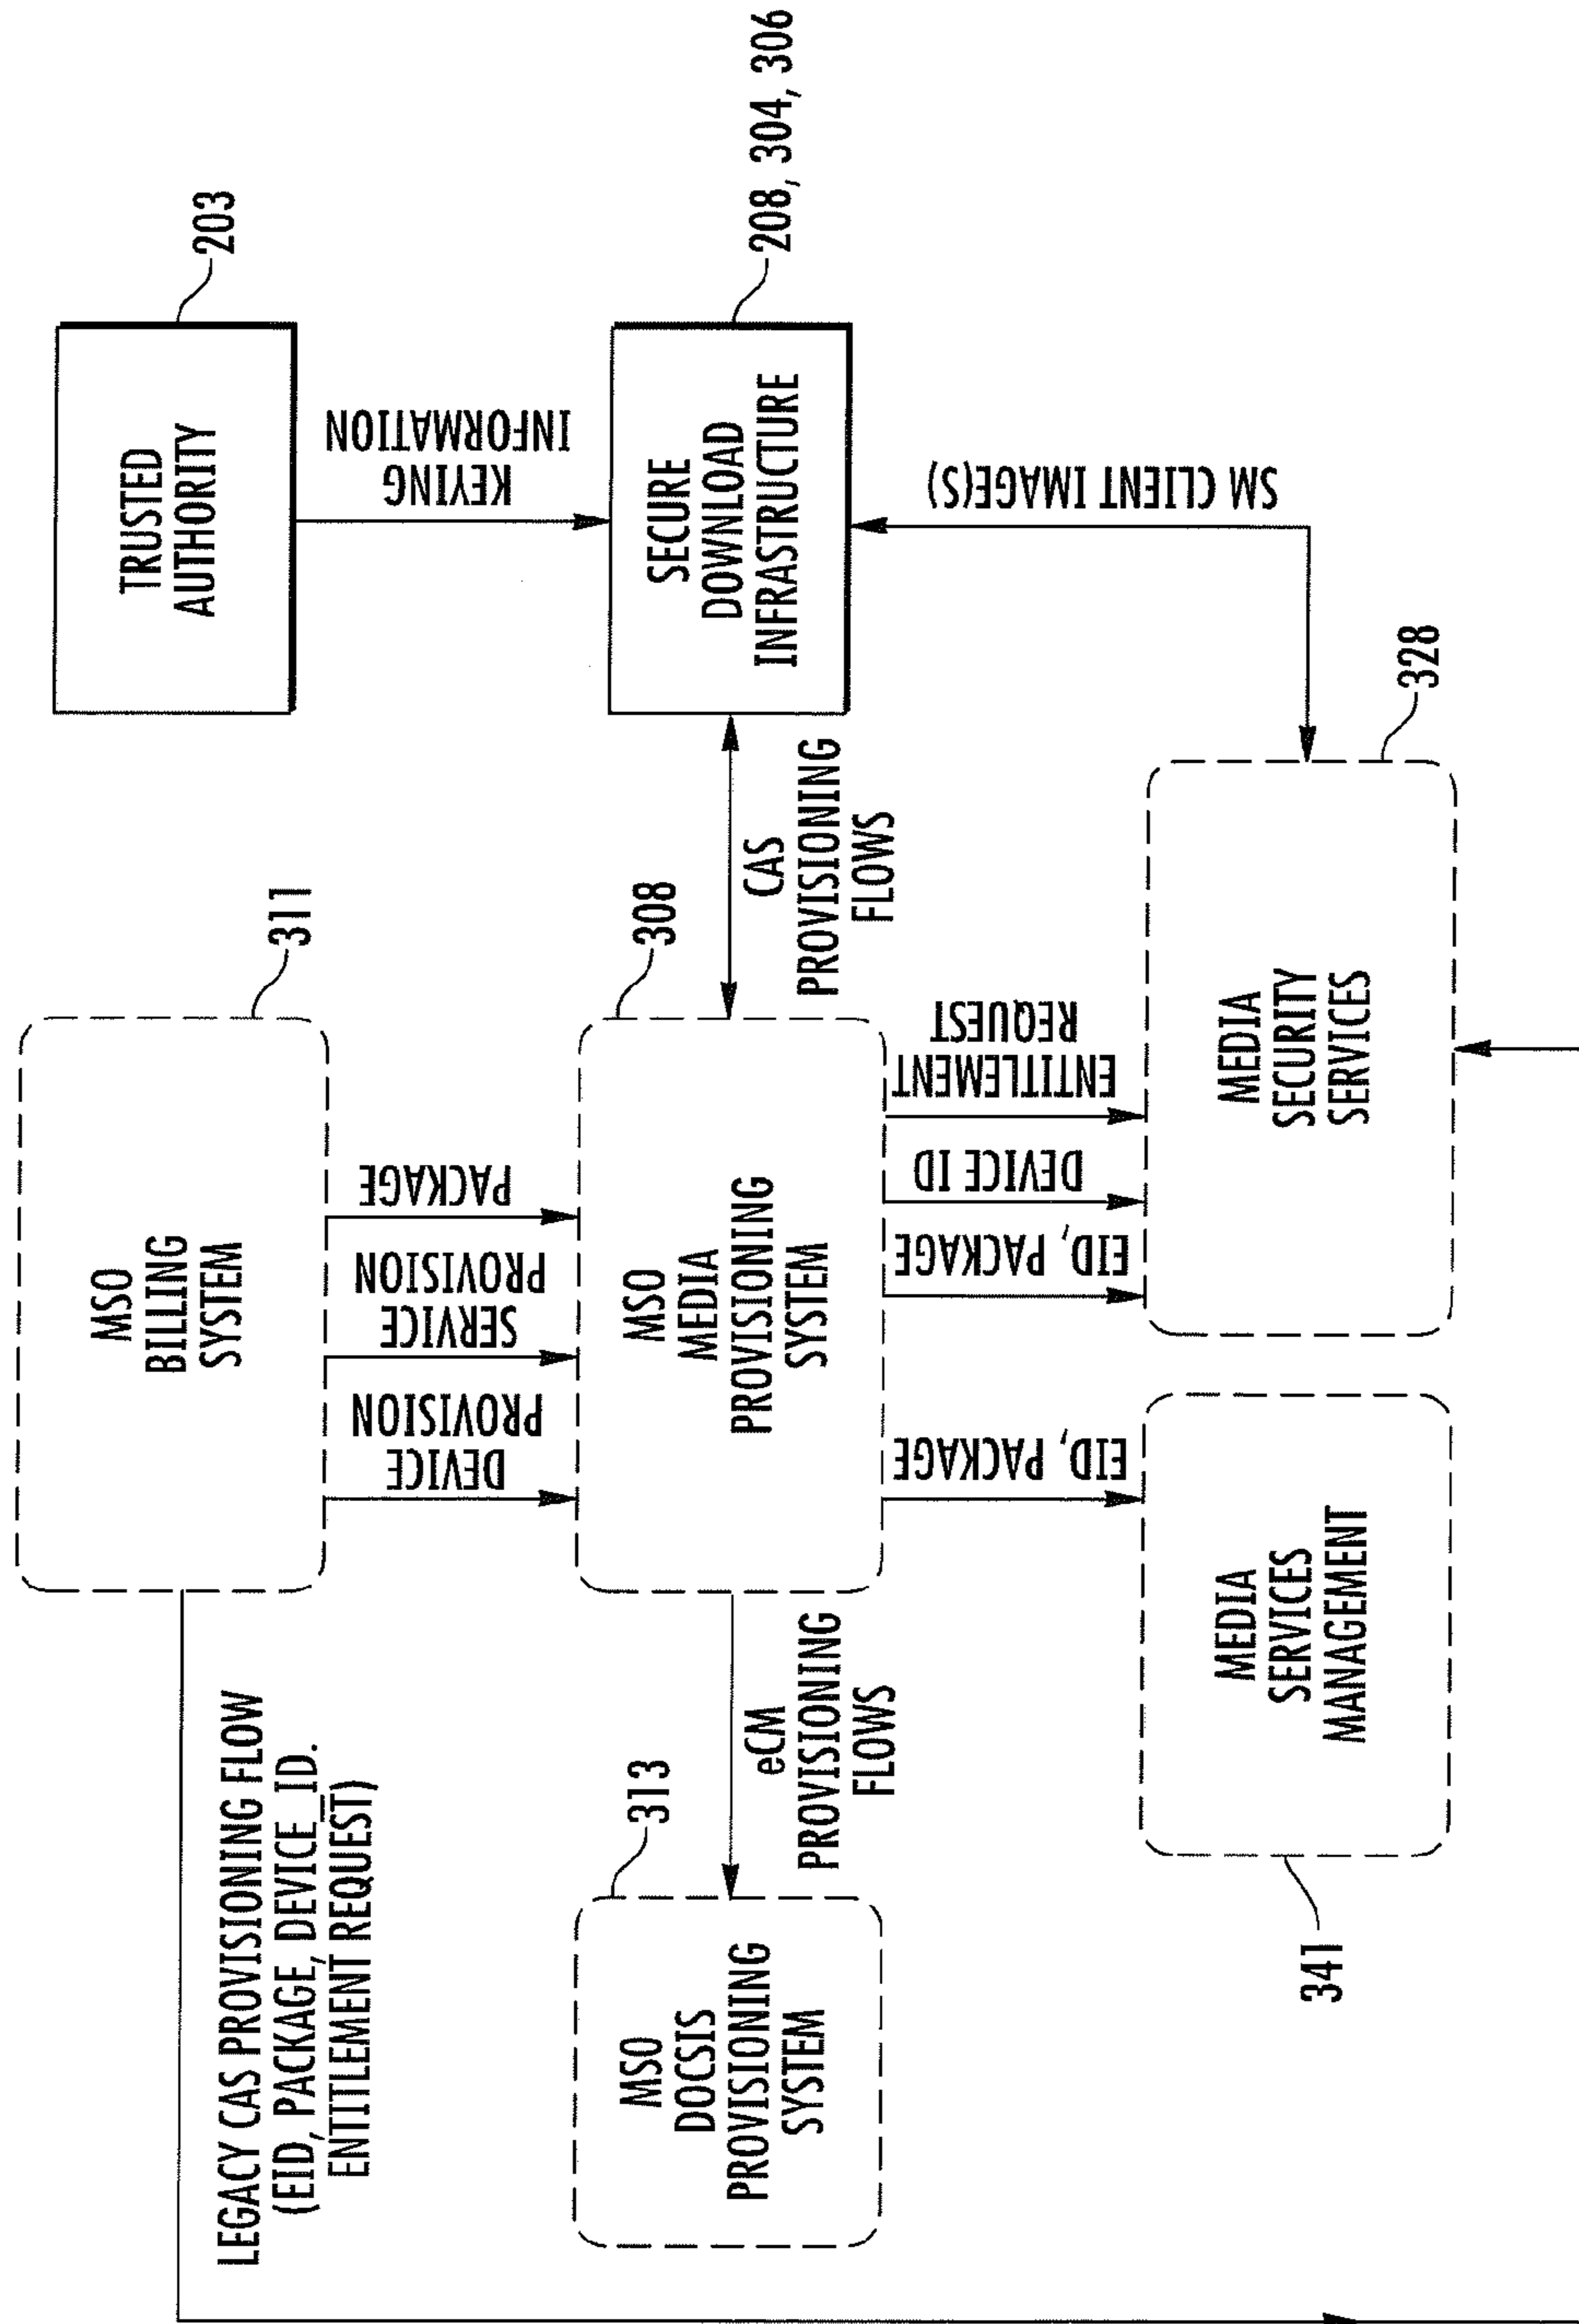 LEGACY CAS PROVISIONING FLOW
(EID, PACKAGE, DEVICE_ID.
ENTITLEMENT REQUEST)
MSO
BILLING
SYSTEM
311
TRUSTED
AUTHORITY
203
DEVICE
PROVISION
SERVICE
PROVISION
PACKAGE
KEYING
INFORMATION
MSO
DOCSIS
PROVISIONING
SYSTEM
313
eCM
PROVISIONING
FLOWS
MSO
MEDIA
PROVISIONING
SYSTEM
308
CAS
PROVISIONING
FLOWS
SECURE
DOWNLOAD
INFRASTRUCTURE
208, 304, 306
EID, PACKAGE
EID, PACKAGE
DEVICE ID
ENTITLEMENT
REQUEST
SM CLIENT IMAGE(S)
MEDIA
SERVICES
MANAGEMENT
341
MEDIA
SECURITY
SERVICES
328